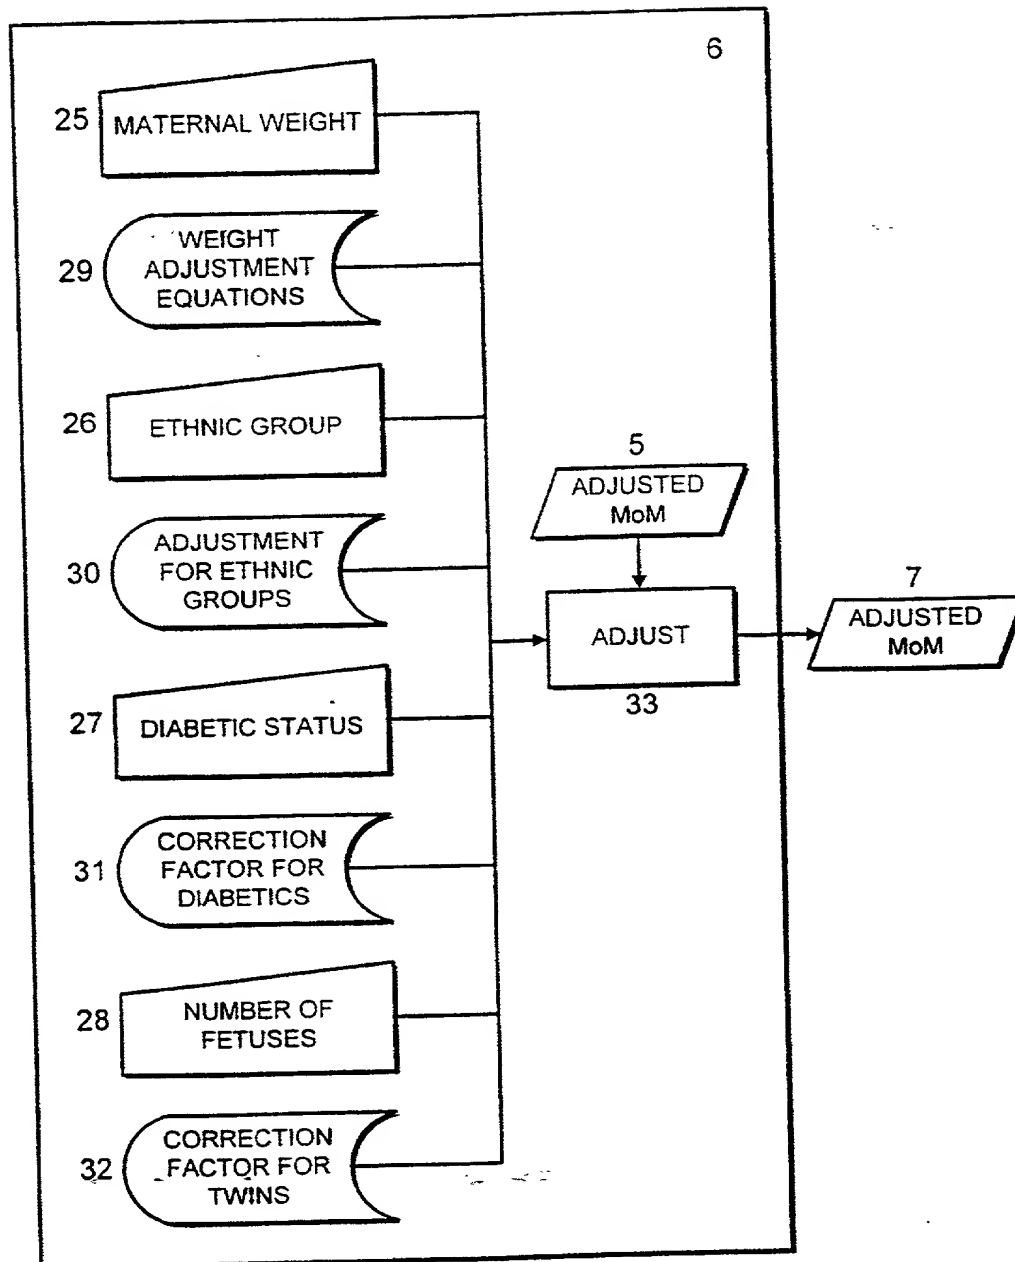 6
25
MATERNAL WEIGHT
29
WEIGHT
ADJUSTMENT
EQUATIONS
26
ETHNIC GROUP
30
ADJUSTMENT
FOR ETHNIC
GROUPS
27
DIABETIC STATUS
31
CORRECTION
FACTOR FOR
DIABETICS
28
NUMBER OF
FETUSES
32
CORRECTION
FACTOR FOR
TWINS
5
ADJUSTED
MoM
ADJUST
33
7
ADJUSTED
MoM